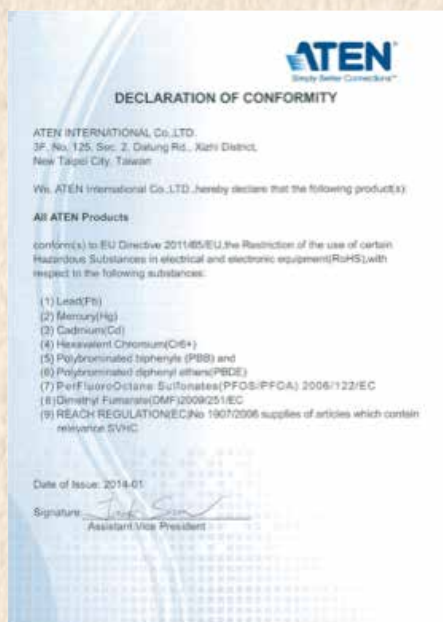 ATEN
Simply Better Connections™
DECLARATION OF CONFORMITY
ATEN INTERNATIONAL Co.,LTD.
3F, No. 125, Sec. 2, Datung Rd., Xizhi District,
New Taipei City, Taiwan
We, ATEN International Co.,LTD.,hereby declare that the following product(s):
All ATEN Products
conform(s) to EU Directive 2011/65/EU,the Restriction of the use of certain
Hazardous Substances in electrical and electronic equipment(RoHS),with
respect to the following substances:
(1) Lead(Pb)
(2) Mercury(Hg)
(3) Cadmium(Cd)
(4) Hexavalent Chromium(Cr6+)
(5) Polybrominated biphenyls (PBB) and
(6) Polybrominated diphenyl ethers(PBDE)
(7) PerFluoroOctane Sulfonates(PFOS/PFOA) 2006/122/EC
(8)Dimethyl Fumarate(DMF)2009/251/EC
(9) REACH REGULATION(EC)No 1907/2006 supplies of articles which contain
relevance SVHC
Date of Issue: 2014-01
Signature:
Assistant Vice President